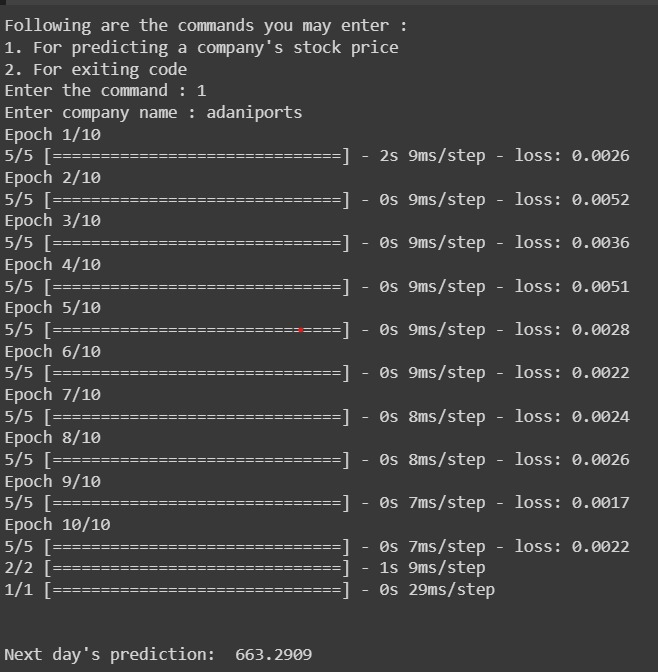 Following are the commands you may enter :
1. For predicting a company's stock price
2. For exiting code
Enter the command : 1
Enter company name : adaniports
Epoch 1/10
5/5 [==============================] - 2s 9ms/step - loss: 0.0026
Epoch 2/10
5/5 [==============================] - 0s 9ms/step - loss: 0.0052
Epoch 3/10
5/5 [==============================] - 0s 9ms/step - loss: 0.0036
Epoch 4/10
5/5 [==============================] - 0s 9ms/step - loss: 0.0051
Epoch 5/10
5/5 [==============================] - 0s 9ms/step - loss: 0.0028
Epoch 6/10
5/5 [==============================] - 0s 9ms/step - loss: 0.0022
Epoch 7/10
5/5 [==============================] - 0s 8ms/step - loss: 0.0024
Epoch 8/10
5/5 [==============================] - 0s 8ms/step - loss: 0.0026
Epoch 9/10
5/5 [==============================] - 0s 7ms/step - loss: 0.0017
Epoch 10/10
5/5 [==============================] - 0s 7ms/step - loss: 0.0022
2/2 [==============================] - 1s 9ms/step
1/1 [==============================] - 0s 29ms/step
Next day's prediction:  663.2909